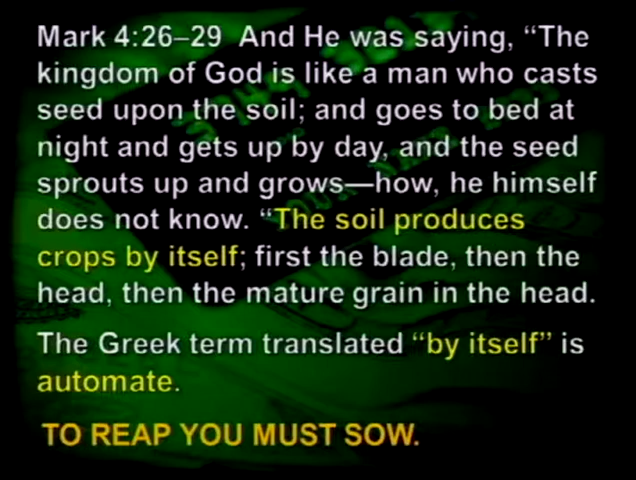 Mark 4:26–29 And He was saying, “The
kingdom of God is like a man who casts
seed upon the soil; and goes to bed at
night and gets up by day, and the seed
sprouts up and grows—how, he himself
does not know. “The soil produces
crops by itself; first the blade, then the
head, then the mature grain in the head.
The Greek term translated “by itself” is
automate.
TO REAP YOU MUST SOW.